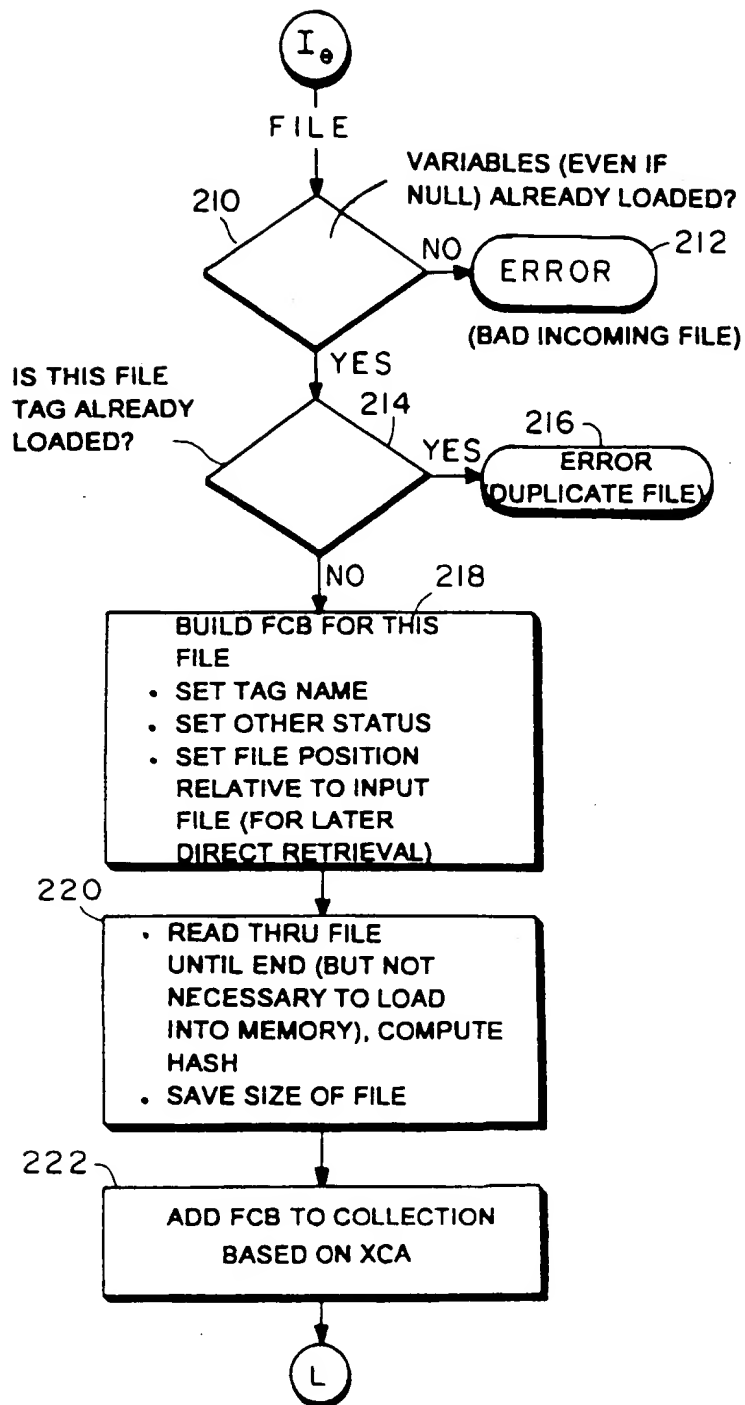 Ie
FILE
VARIABLES (EVEN IF
NULL) ALREADY LOADED?
210
NO
212
ERROR
(BAD INCOMING FILE)
YES
IS THIS FILE
TAG ALREADY
LOADED?
214
YES
216
ERROR
(DUPLICATE FILE)
NO
218
BUILD FCB FOR THIS
FILE
• SET TAG NAME
• SET OTHER STATUS
• SET FILE POSITION
RELATIVE TO INPUT
FILE (FOR LATER
DIRECT RETRIEVAL)
220
• READ THRU FILE
UNTIL END (BUT NOT
NECESSARY TO LOAD
INTO MEMORY), COMPUTE
HASH
• SAVE SIZE OF FILE
222
ADD FCB TO COLLECTION
BASED ON XCA
L